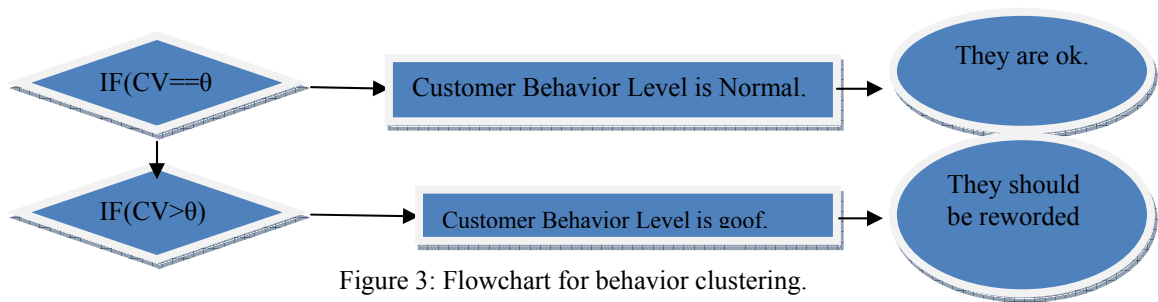 IF(CV==θ
Customer Behavior Level is Normal.
They are ok.
IF(CV>θ)
Customer Behavior Level is goof.
They should
be reworded
Figure 3: Flowchart for behavior clustering.